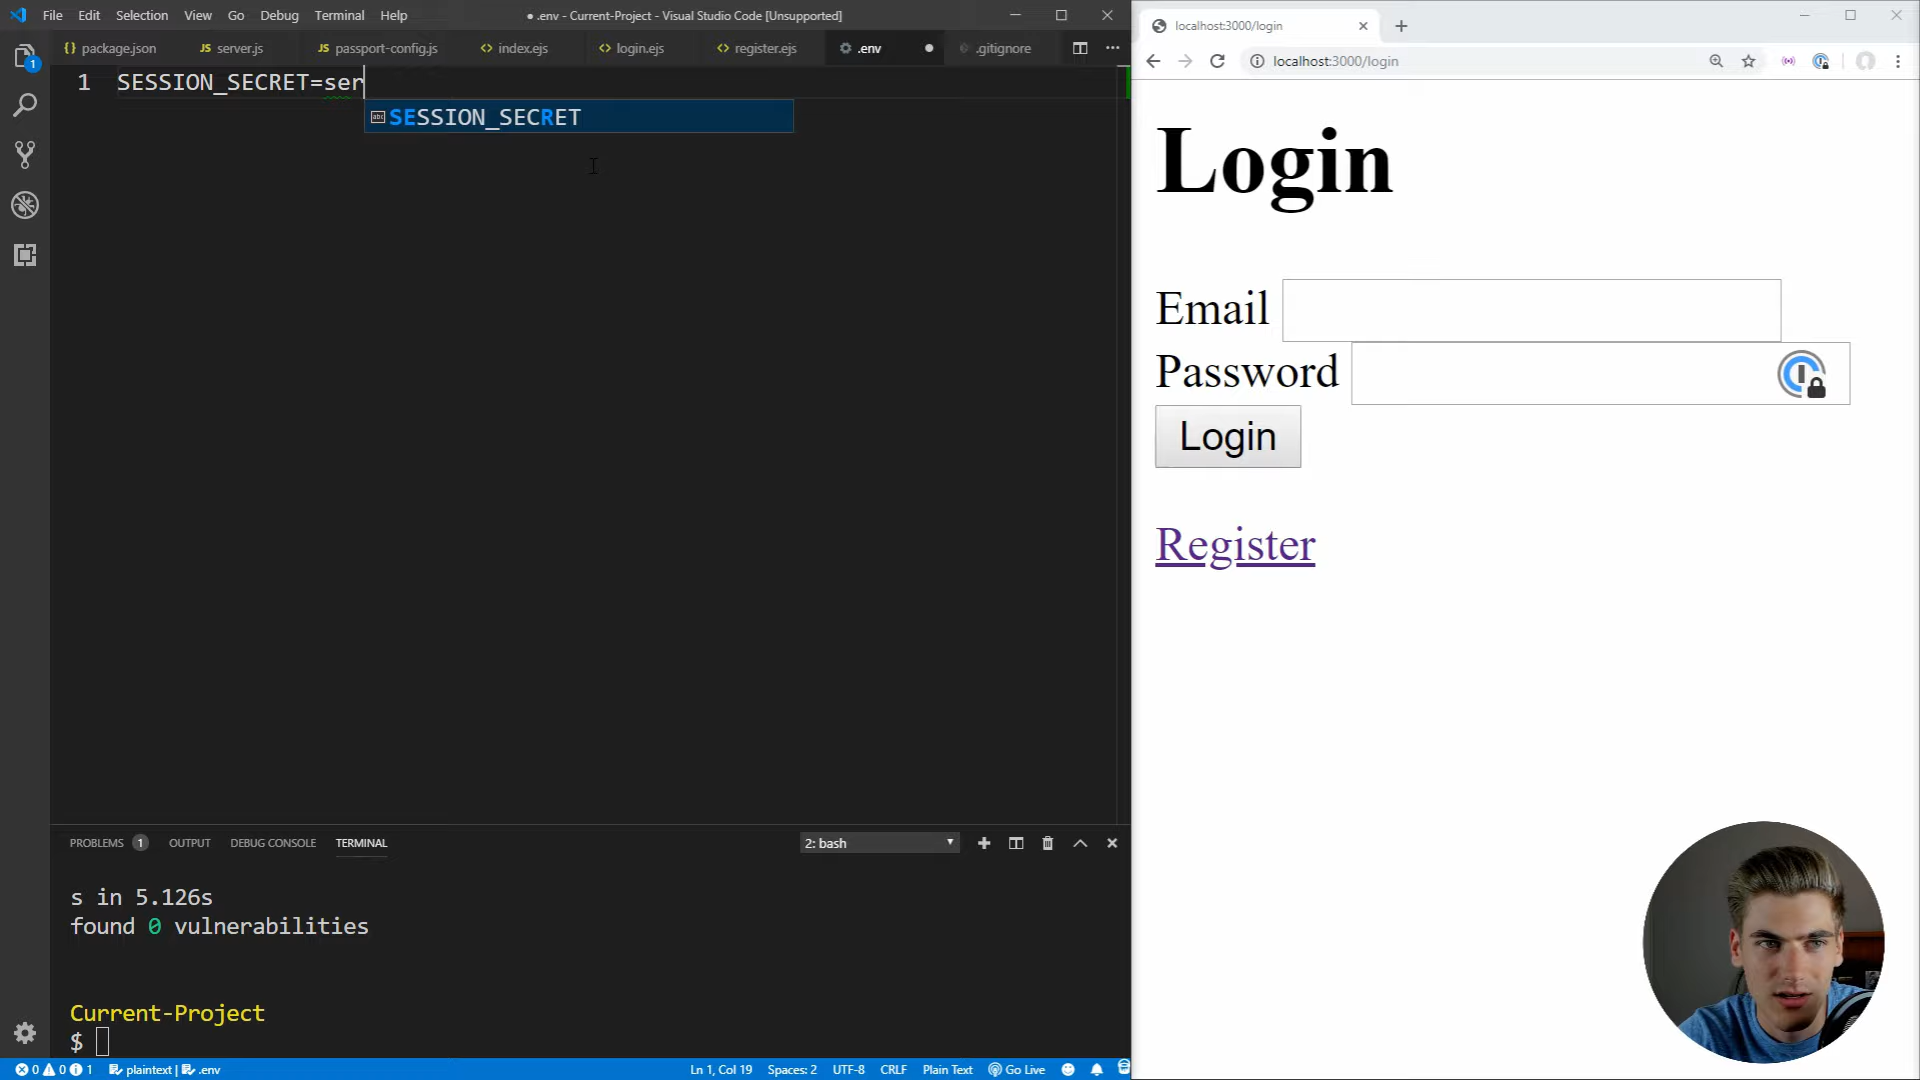 File Edit Selection View Go Debug Terminal Help
● .env - Current-Project - Visual Studio Code [Unsupported]
package.json
server.js
passport-config.js
index.ejs
login.ejs
register.ejs
.env
.gitignore
1
1 SESSION_SECRET=ser
SESSION_SECRET
PROBLEMS 1 OUTPUT DEBUG CONSOLE TERMINAL
2: bash
s in 5.126s
found 0 vulnerabilities
Current-Project
$
0 0 1 plaintext | .env
Ln 1, Col 19 Spaces: 2 UTF-8 CRLF Plain Text Go Live
localhost:3000/login
localhost:3000/login
Login
Email
Password
Login
Register